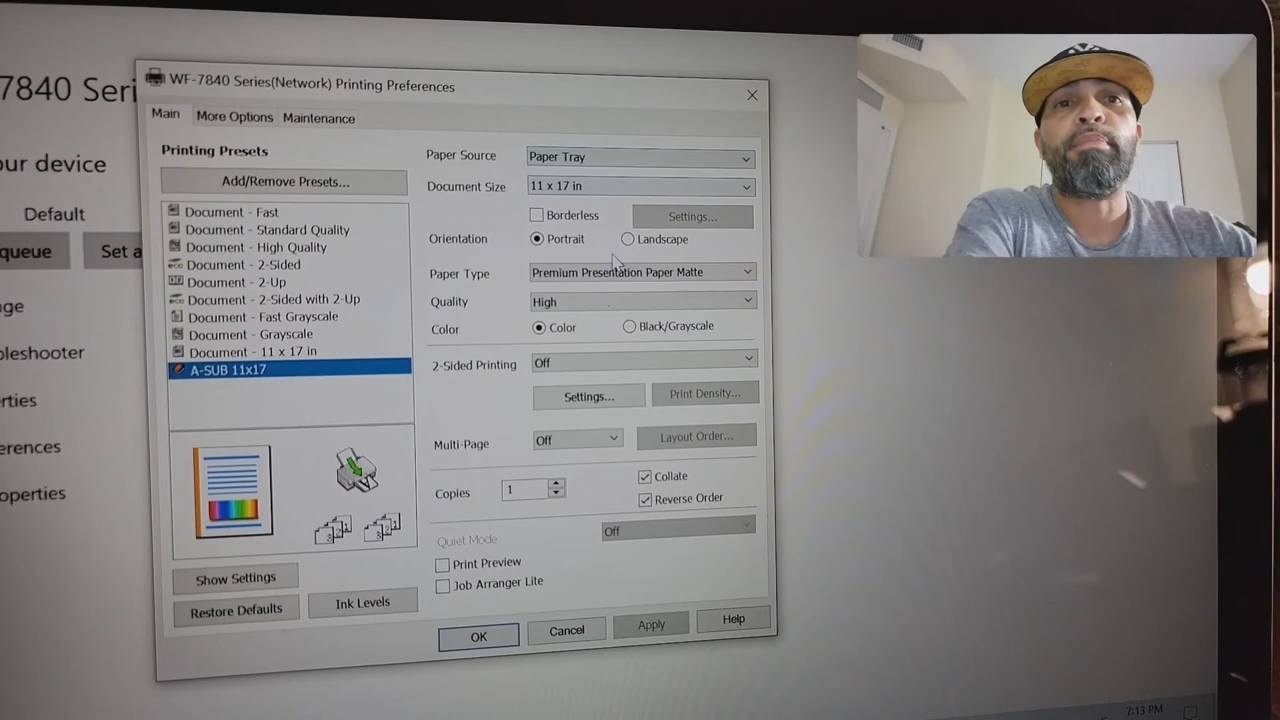 7840 Seri
our device
Default
queue
Set a
ge
bleshooter
erties
erences
operties
WF-7840 Series(Network) Printing Preferences
Main
More Options
Maintenance
Printing Presets
Add/Remove Presets...
Document - Fast
Document - Standard Quality
Document - High Quality
Document - 2-Sided
Document - 2-Up
Document - 2-Sided with 2-Up
Document - Fast Grayscale
Document - Grayscale
Document - 11 x 17 in
A-SUB 11x17
Show Settings
Restore Defaults
Ink Levels
Paper Source
Paper Tray
Document Size
11 x 17 in
Borderless
Settings...
Orientation
Portrait
Landscape
Paper Type
Premium Presentation Paper Matte
Quality
High
Color
Color
Black/Grayscale
2-Sided Printing
Off
Settings...
Print Density...
Multi-Page
Off
Layout Order...
Copies
1
Collate
Reverse Order
Quiet Mode
Off
Print Preview
Job Arranger Lite
OK
Cancel
Apply
Help
7:13 PM